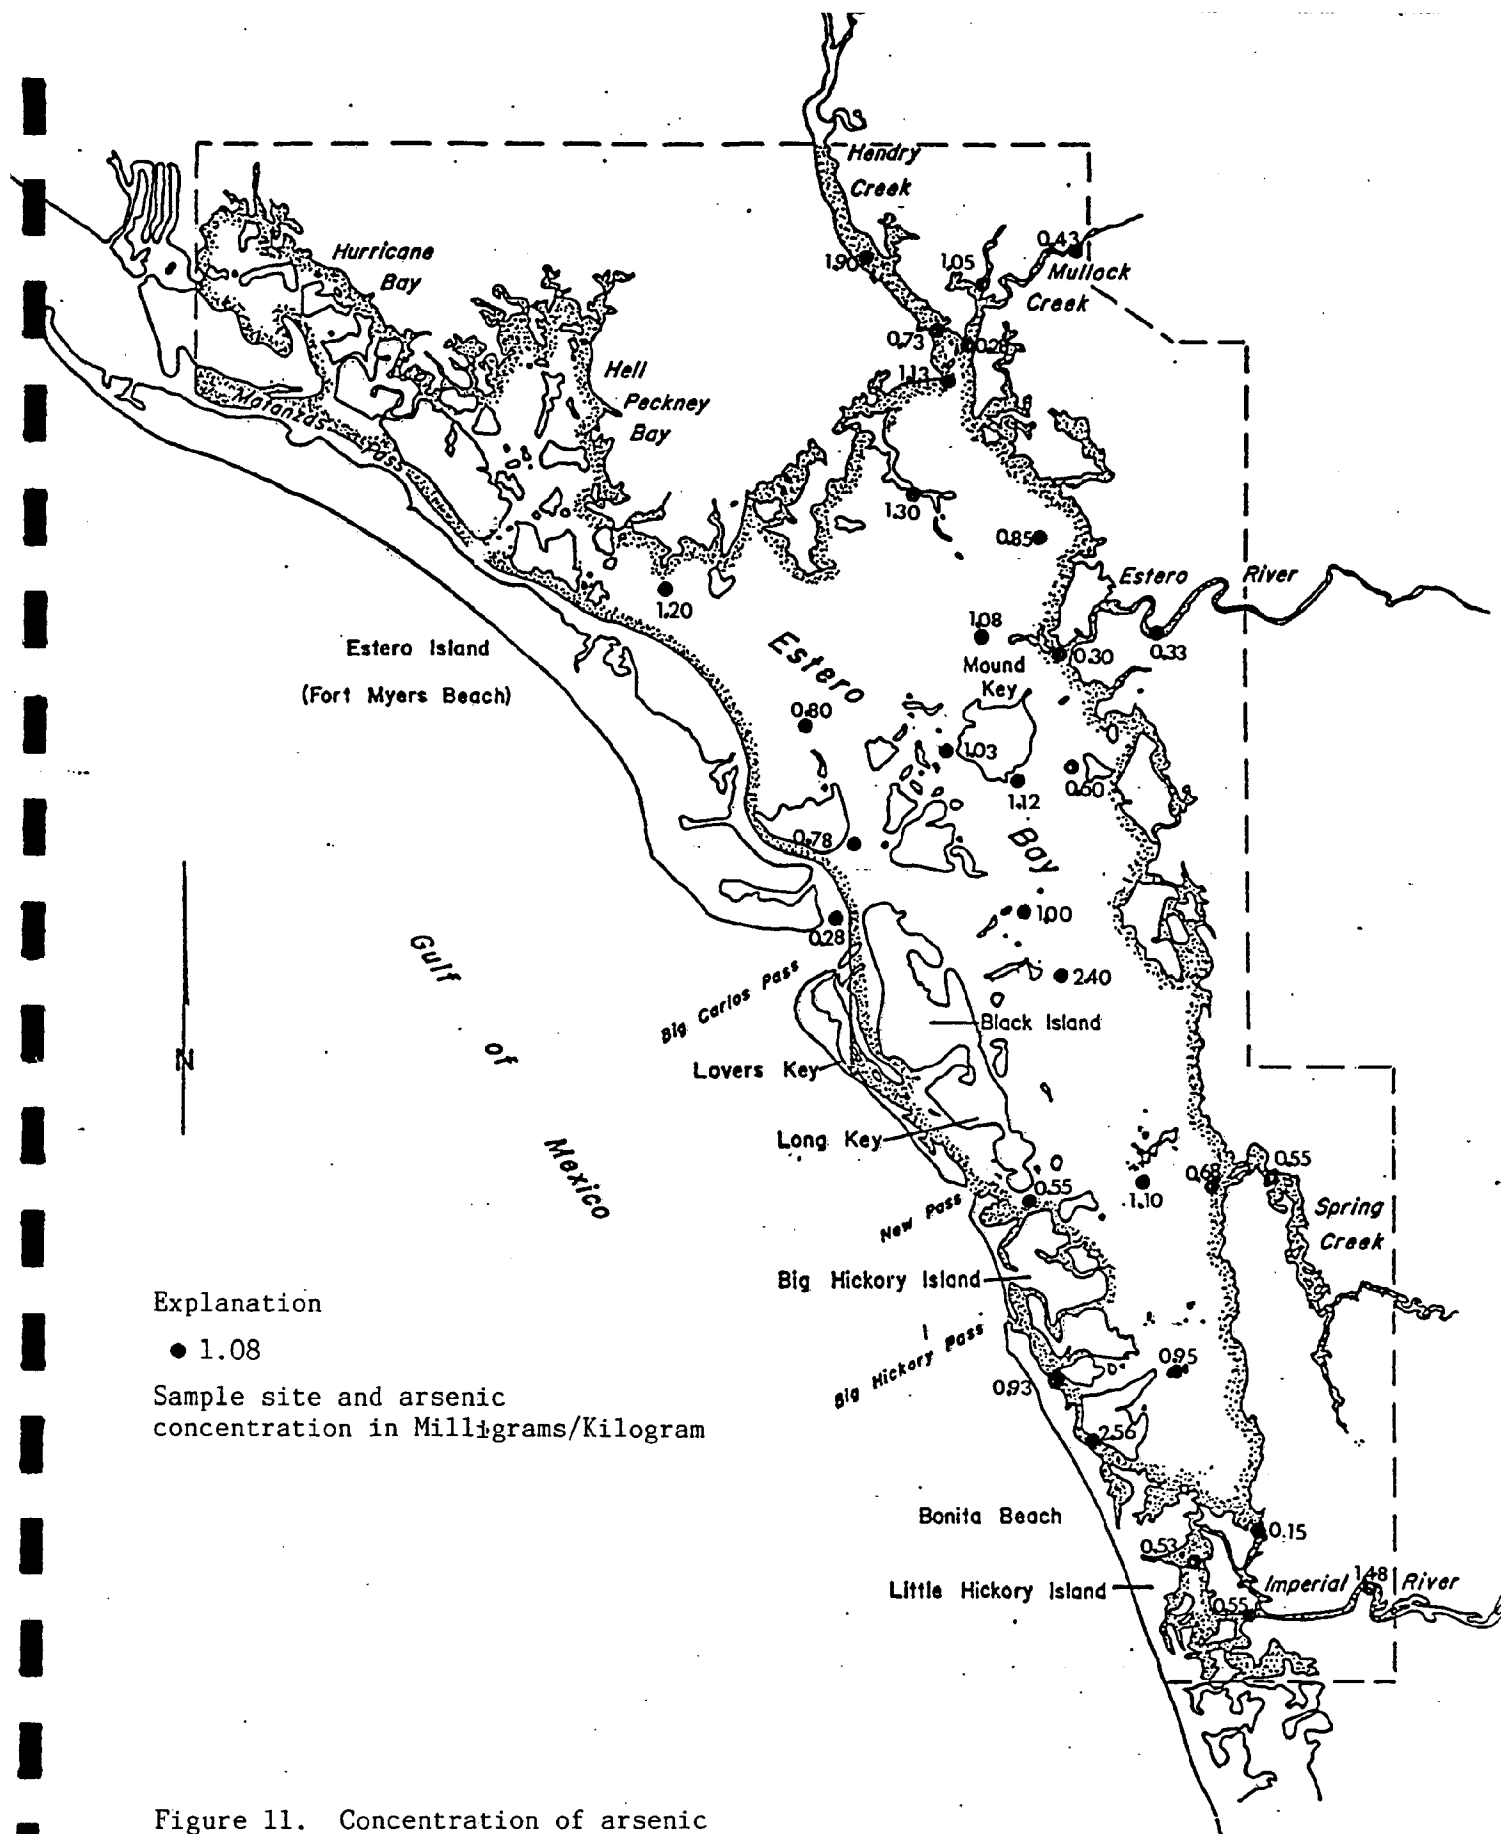 Hendry
Creek
0.43
Mullock
Creek
1.90
1.05
Hurricane
Bay
0.73
1.13
Hell
Peckney
Bay
Matanzas Pass
1.30
0.85
Estero River
1.20
1.08
0.30
0.33
Estero Island
(Fort Myers Beach)
Mound
Key
Estero
Bay
0.80
1.03
1.12
0.60
0.78
1.00
0.28
2.40
Big Carlos Pass
Black Island
Lovers Key
Gulf
of
Mexico
N
Long Key
0.55
1.10
0.68
0.55
New Pass
Spring
Creek
Big Hickory Island
Big Hickory Pass
0.95
0.93
2.56
Explanation
1.08
Sample site and arsenic
concentration in Milligrams/Kilogram
Bonita Beach
0.15
0.53
Little Hickory Island
Imperial River
1.48
0.55
Figure 11. Concentration of arsenic